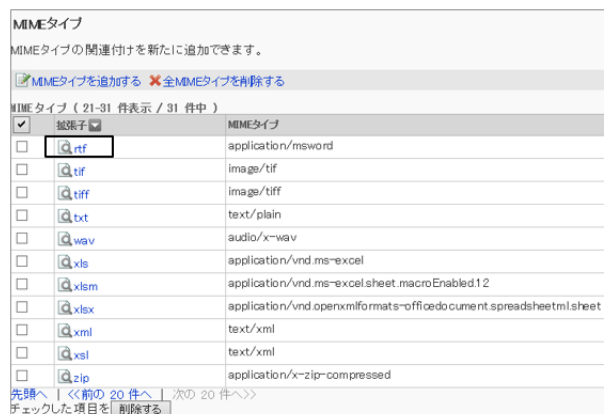 MIMEタイプ
MIMEタイプの関連付けを新たに追加できます。
MIMEタイプを追加する 全MIMEタイプを削除する
MIMEタイプ ( 21-31 件表示 / 31 件中 )
拡張子 MIMEタイプ
rtf application/msword
tif image/tif
tiff image/tiff
txt text/plain
wav audio/x-wav
xls application/vnd.ms-excel
xlsm application/vnd.ms-excel.sheet.macroEnabled.12
xlsx application/vnd.openxmlformats-officedocument.spreadsheetml.sheet
xml text/xml
xsl text/xml
zip application/x-zip-compressed
先頭へ | <<前の 20 件へ | 次の 20 件へ>>
チェックした項目を 削除する